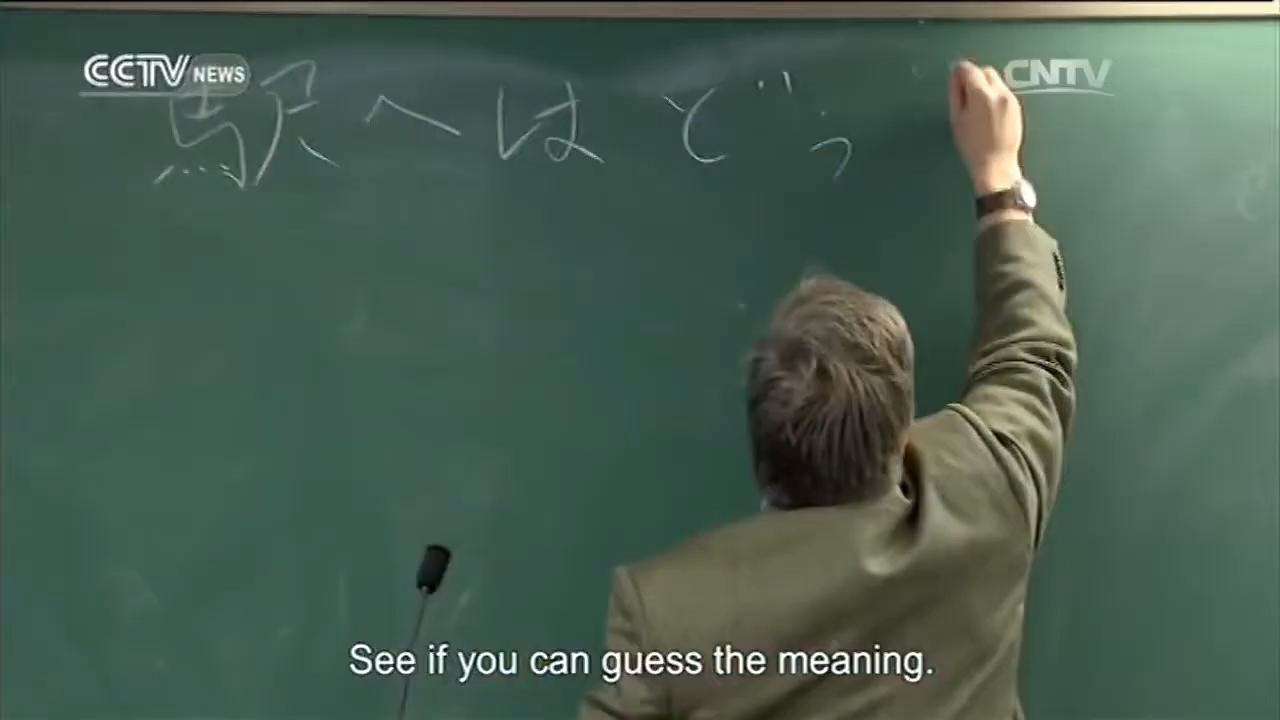 CCTV NEWS
CNTV
駅へはどう
See if you can guess the meaning.